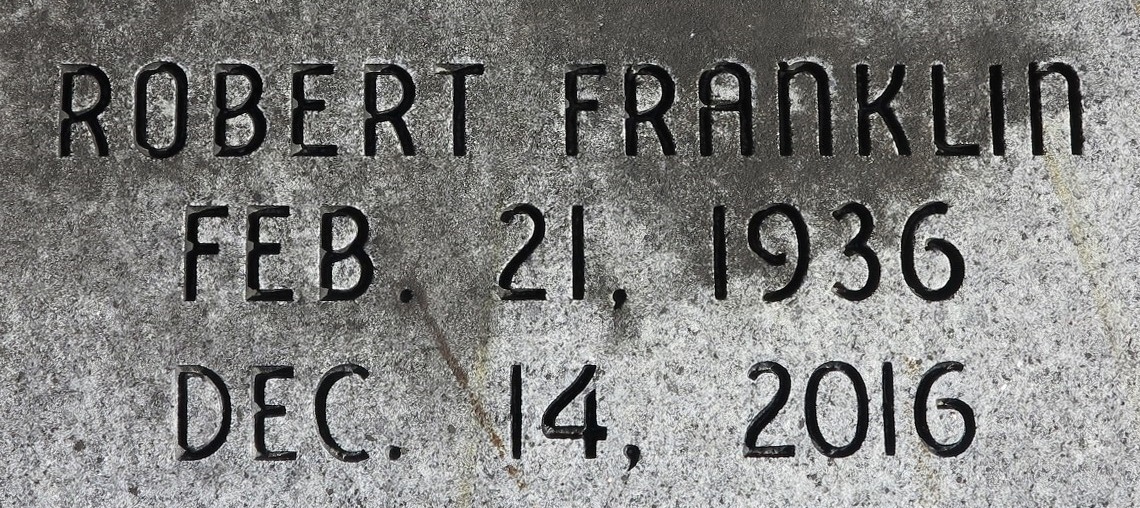 ROBERT FRANKLIN
FEB. 21, 1936
DEC. 14, 2016